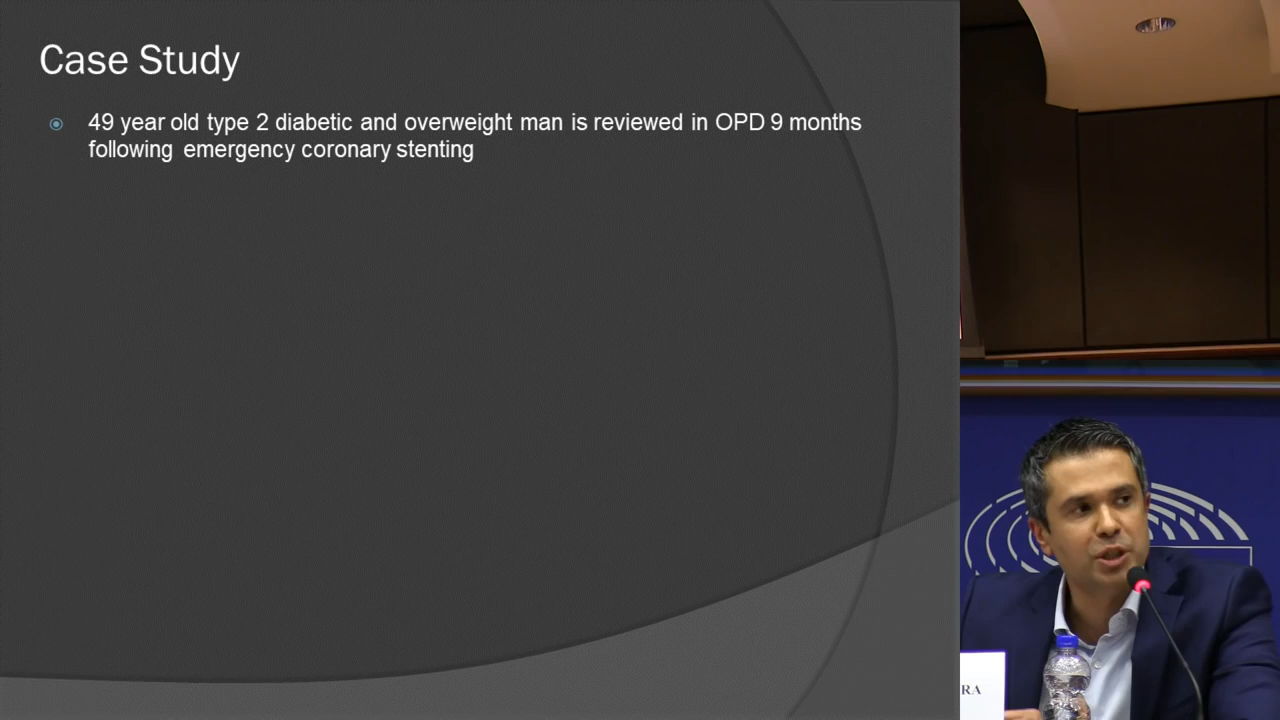 Case Study
49 year old type 2 diabetic and overweight man is reviewed in OPD 9 months
following emergency coronary stenting
RA